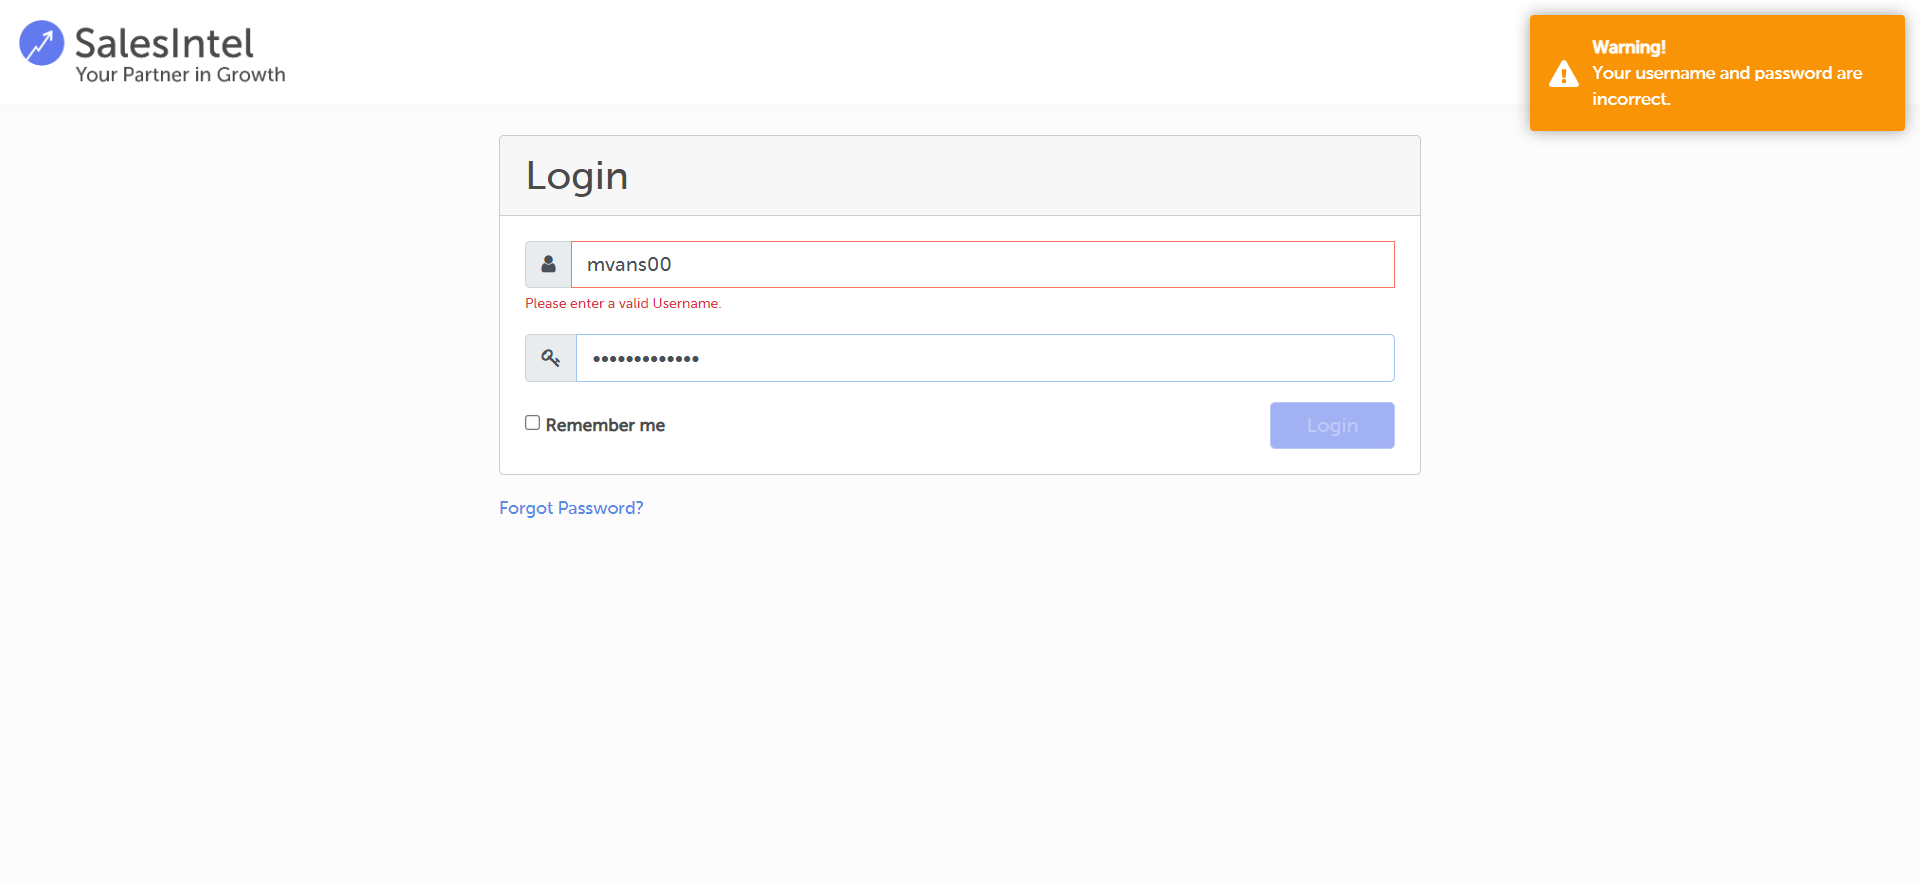 SalesIntel
Your Partner in Growth
Warning!
Your username and password are
incorrect.
Login
mvans00
Please enter a valid Username.
•••••••••••••
Remember me
Login
Forgot Password?